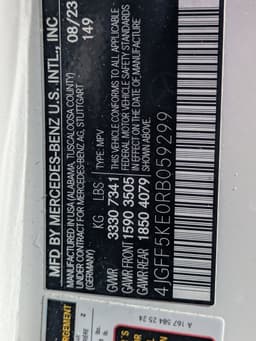 MFD BY MERCEDES-BENZ U.S. INTL., INC
MANUFACTURED IN USA (ALABAMA, TUSCALOOSA COUNTY)
UNDER CONTRACT FOR MERCEDES-BENZ AG, STUTTGART
(GERMANY)
08/23
149
KG LBS TYPE: MPV
GVWR 3330 7341
GAWR FRONT 1590 3505
GAWR REAR 1850 4079
THIS VEHICLE CONFORMS TO ALL APPLICABLE
FEDERAL MOTOR VEHICLE SAFETY STANDARDS
IN EFFECT ON THE DATE OF MANUFACTURE
4JGFF5KE0RB059299
A 167 584 25 24